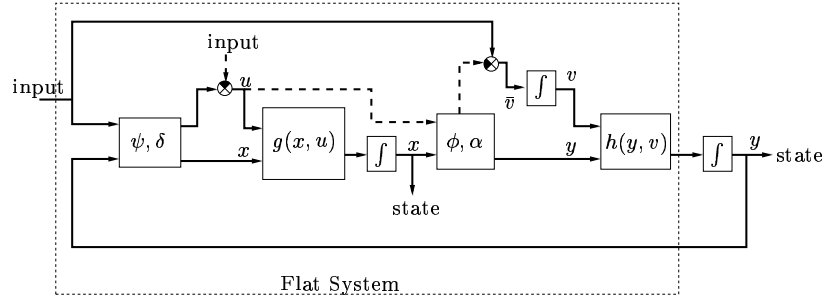 input
input
u
v̄
∫
v
ψ, δ
x
g(x, u)
∫
x
ϕ, α
y
h(y, v)
∫
y
state
state
Flat System